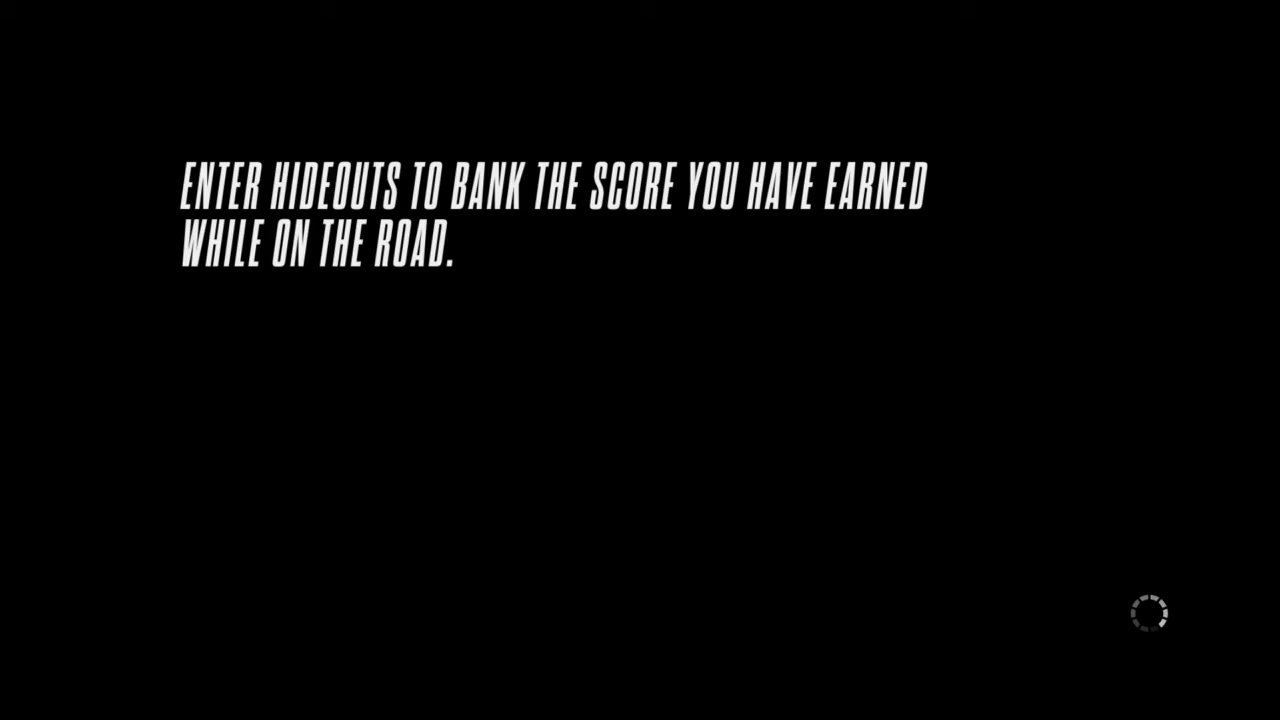 ENTER HIDEOUTS TO BANK THE SCORE YOU HAVE EARNED
WHILE ON THE ROAD.